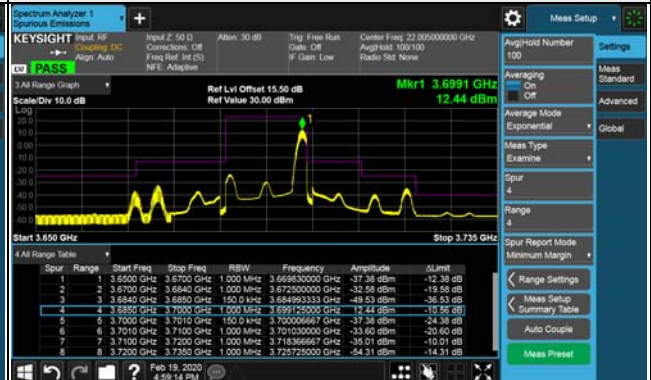 Spectrum Analyzer 1
Spurious Emissions
+
Meas Setup
KEYSIGHT
Input: RF
Coupling: DC
Align: Auto
Input Z: 50 Ω
Corrections: Off
Freq Ref: Int (S)
NFE: Adaptive
Atten: 30 dB
Trig: Free Run
Gate: Off
IF Gain: Low
Center Freq: 22.005000000 GHz
Avg|Hold: 100/100
Radio Std: None
LXI
PASS
3 All Range Graph
Ref Lvl Offset 15.50 dB
Mkr1 3.6991 GHz
Scale/Div 10.0 dB
Ref Value 30.00 dBm
12.44 dBm
Log
20.0
10.0
0.00
-10.0
-20.0
-30.0
-40.0
-50.0
-60.0
1
Start 3.650 GHz
Stop 3.735 GHz
4 All Range Table
Spur Range Start Freq Stop Freq RBW Frequency Amplitude ΔLimit
1 1 3.6500 GHz 3.6700 GHz 1.000 MHz 3.669830000 GHz -37.38 dBm -12.38 dB
2 2 3.6700 GHz 3.6840 GHz 1.000 MHz 3.672500000 GHz -32.58 dBm -19.58 dB
3 3 3.6840 GHz 3.6850 GHz 150.0 kHz 3.684993333 GHz -49.53 dBm -36.53 dB
4 4 3.6850 GHz 3.7000 GHz 1.000 MHz 3.699125000 GHz 12.44 dBm -10.56 dB
5 5 3.7000 GHz 3.7010 GHz 150.0 kHz 3.700006667 GHz -37.38 dBm -24.38 dB
6 6 3.7010 GHz 3.7100 GHz 1.000 MHz 3.701030000 GHz -33.60 dBm -20.60 dB
7 7 3.7100 GHz 3.7200 GHz 1.000 MHz 3.718366667 GHz -35.01 dBm -10.01 dB
8 8 3.7200 GHz 3.7350 GHz 1.000 MHz 3.725725000 GHz -54.31 dBm -14.31 dB
Avg|Hold Number
100
Averaging
On
Off
Average Mode
Exponential
Meas Type
Examine
Spur
4
Range
4
Spur Report Mode
Minimum Margin
Range Settings
Meas Setup
Summary Table
Auto Couple
Meas Preset
Settings
Meas
Standard
Advanced
Global
?
Feb 19, 2020
4:59:14 PM